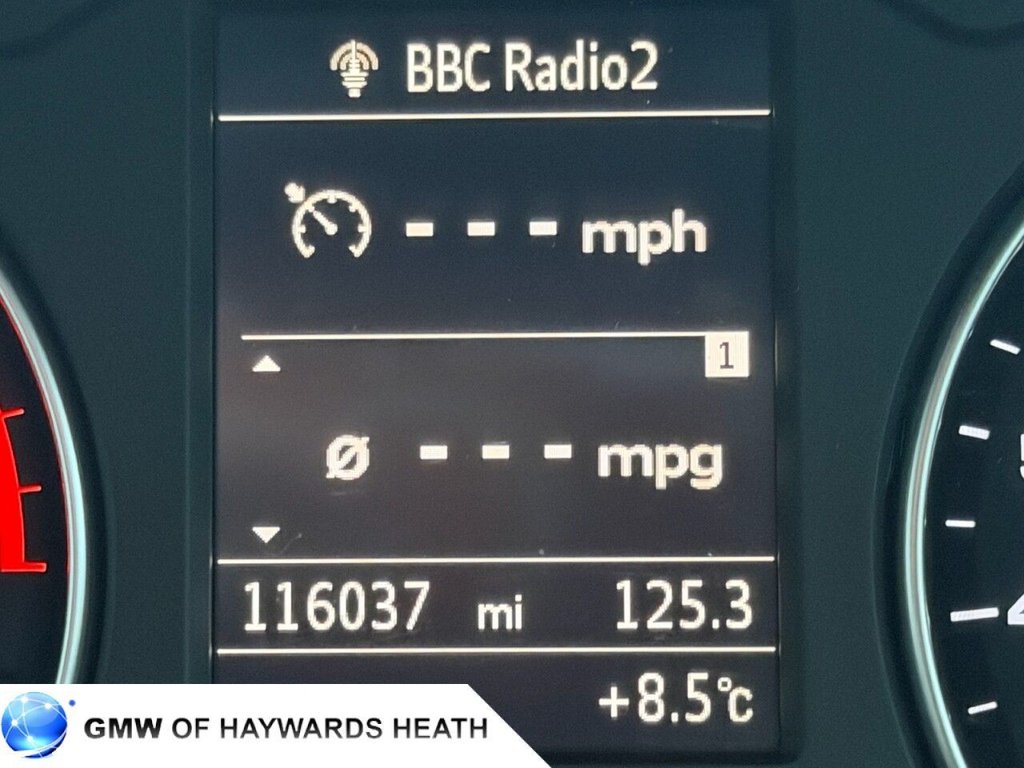 BBC Radio2
- - - mph
1
Ø - - - mpg
116037 mi 125.3
+8.5°C
GMW OF HAYWARDS HEATH